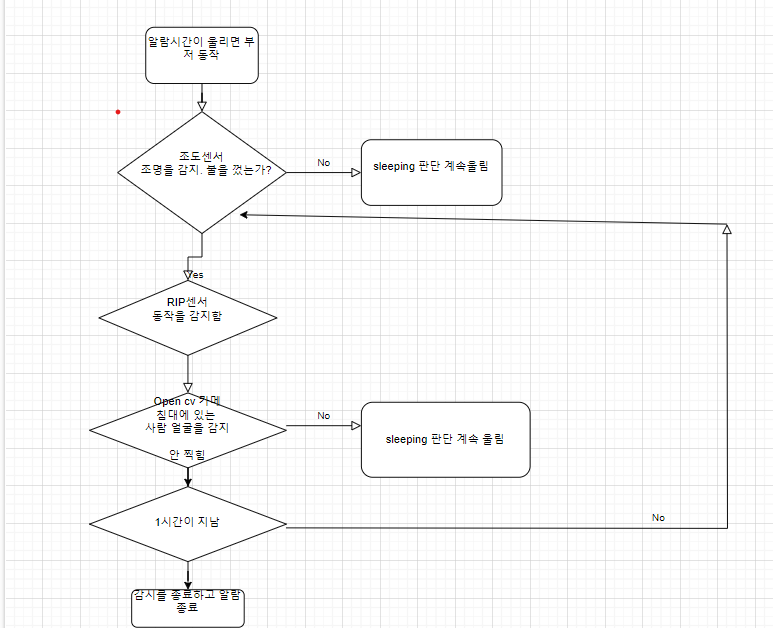 알람시간이 울리면 부
저 동작
조도센서
조명을 감지. 불을 껐는가?
No
sleeping 판단 계속울림
Yes
RIP센서
동작을 감지함
Open cv 카메
침대에 있는
사람 얼굴을 감지
안 찍힘
No
sleeping 판단 계속 울림
1시간이 지남
No
감시를 종료하고 알람
종료